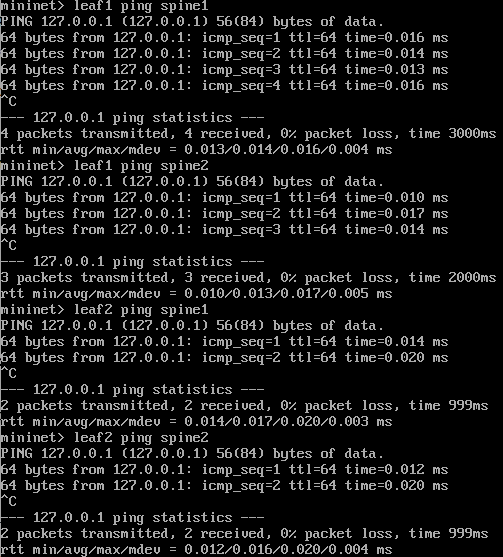 mininet> leaf1 ping spine1
PING 127.0.0.1 (127.0.0.1) 56(84) bytes of data.
64 bytes from 127.0.0.1: icmp_seq=1 ttl=64 time=0.016 ms
64 bytes from 127.0.0.1: icmp_seq=2 ttl=64 time=0.014 ms
64 bytes from 127.0.0.1: icmp_seq=3 ttl=64 time=0.013 ms
64 bytes from 127.0.0.1: icmp_seq=4 ttl=64 time=0.016 ms
^C
--- 127.0.0.1 ping statistics ---
4 packets transmitted, 4 received, 0% packet loss, time 3000ms
rtt min/avg/max/mdev = 0.013/0.014/0.016/0.004 ms
mininet> leaf1 ping spine2
PING 127.0.0.1 (127.0.0.1) 56(84) bytes of data.
64 bytes from 127.0.0.1: icmp_seq=1 ttl=64 time=0.010 ms
64 bytes from 127.0.0.1: icmp_seq=2 ttl=64 time=0.017 ms
64 bytes from 127.0.0.1: icmp_seq=3 ttl=64 time=0.014 ms
^C
--- 127.0.0.1 ping statistics ---
3 packets transmitted, 3 received, 0% packet loss, time 2000ms
rtt min/avg/max/mdev = 0.010/0.013/0.017/0.005 ms
mininet> leaf2 ping spine1
PING 127.0.0.1 (127.0.0.1) 56(84) bytes of data.
64 bytes from 127.0.0.1: icmp_seq=1 ttl=64 time=0.014 ms
64 bytes from 127.0.0.1: icmp_seq=2 ttl=64 time=0.020 ms
^C
--- 127.0.0.1 ping statistics ---
2 packets transmitted, 2 received, 0% packet loss, time 999ms
rtt min/avg/max/mdev = 0.014/0.017/0.020/0.003 ms
mininet> leaf2 ping spine2
PING 127.0.0.1 (127.0.0.1) 56(84) bytes of data.
64 bytes from 127.0.0.1: icmp_seq=1 ttl=64 time=0.012 ms
64 bytes from 127.0.0.1: icmp_seq=2 ttl=64 time=0.020 ms
^C
--- 127.0.0.1 ping statistics ---
2 packets transmitted, 2 received, 0% packet loss, time 999ms
rtt min/avg/max/mdev = 0.012/0.016/0.020/0.004 ms